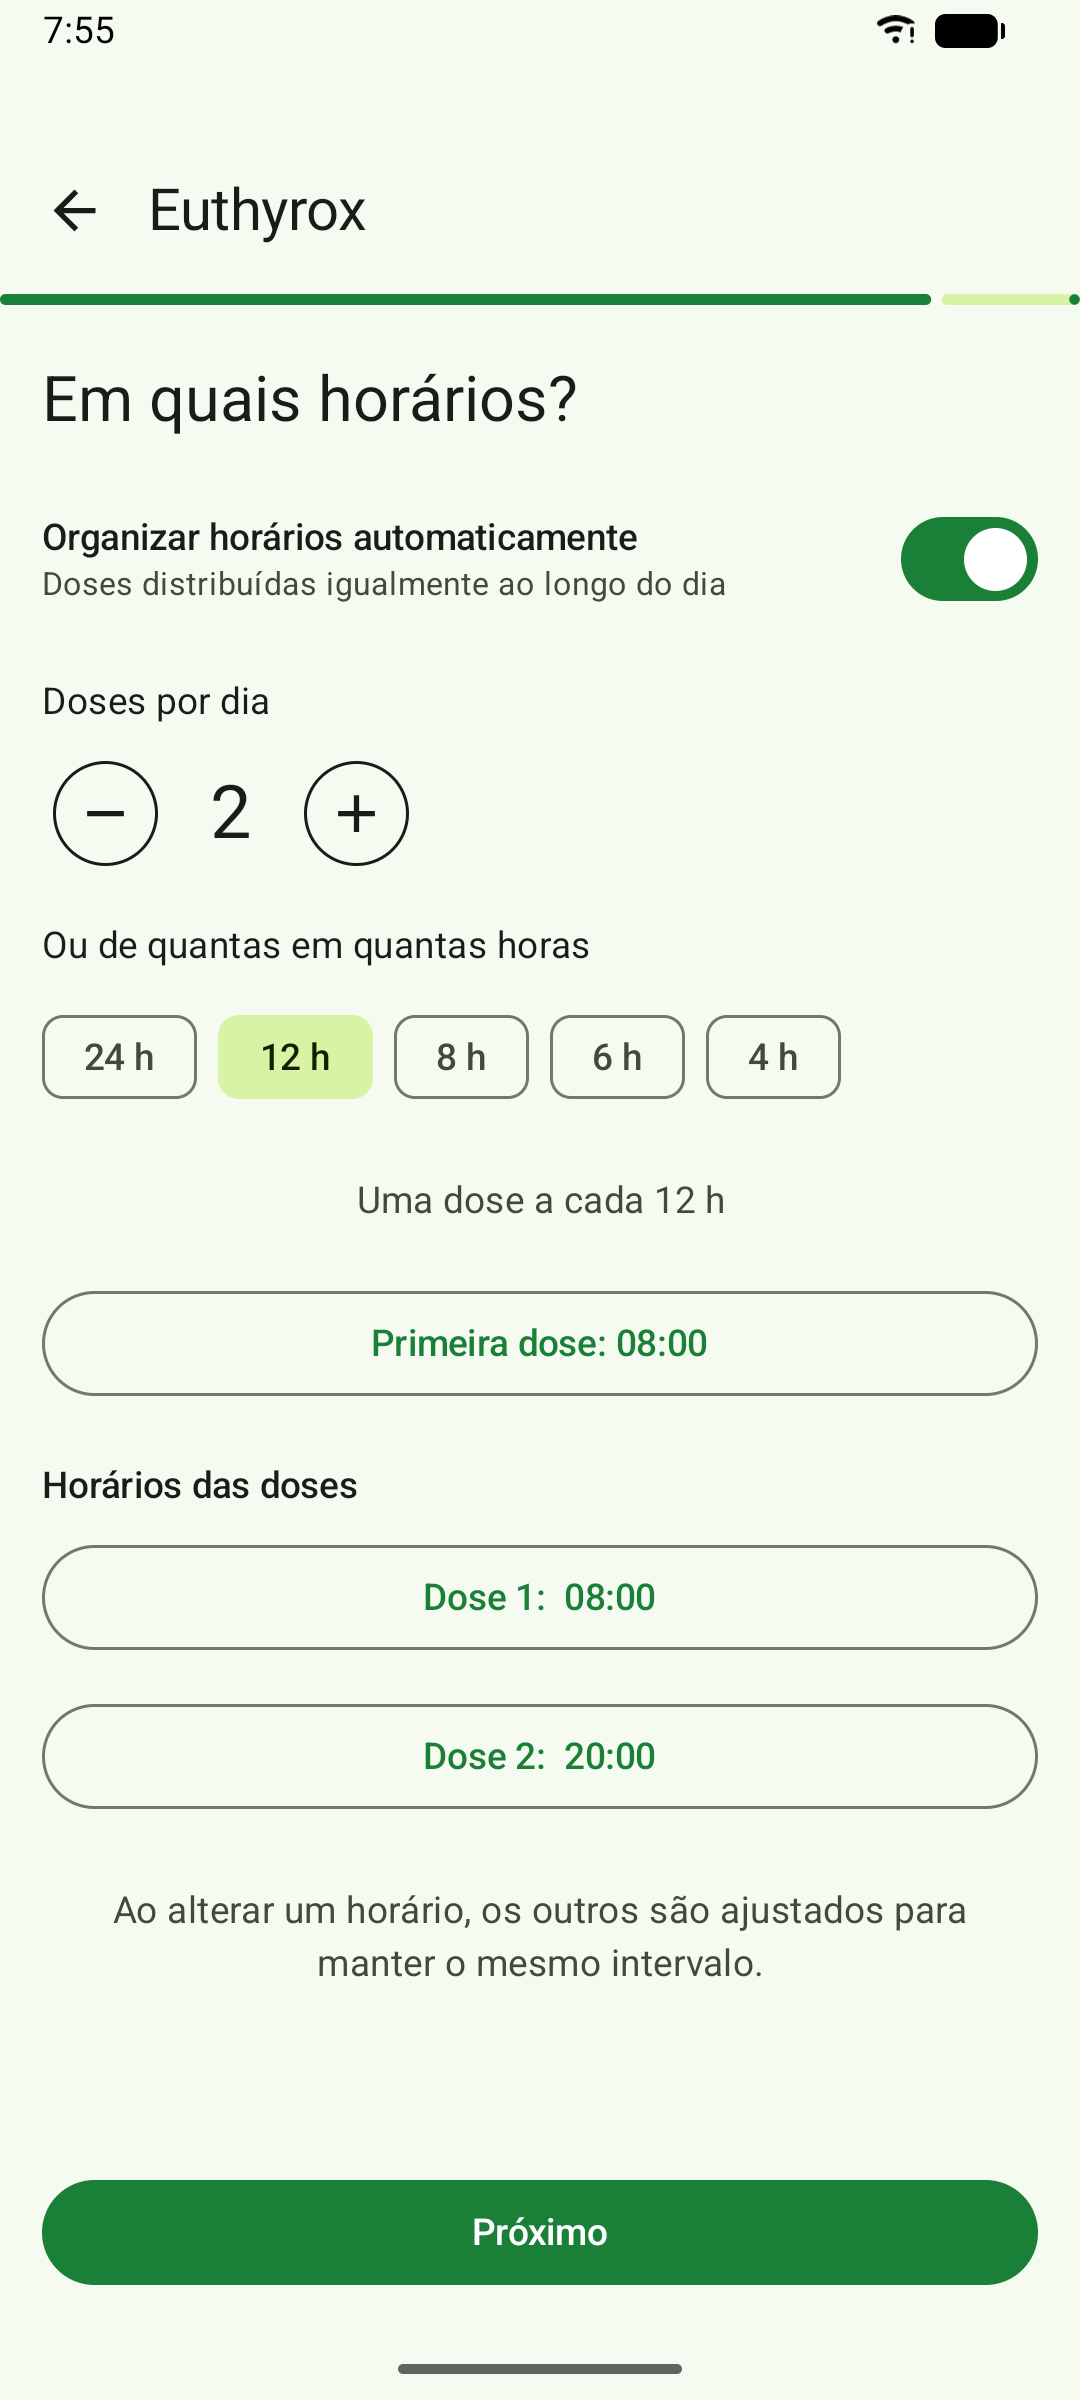 7:55
Euthyrox
Em quais horários?
Organizar horários automaticamente
Doses distribuídas igualmente ao longo do dia
Doses por dia
2
Ou de quantas em quantas horas
24 h
12 h
8 h
6 h
4 h
Uma dose a cada 12 h
Primeira dose: 08:00
Horários das doses
Dose 1: 08:00
Dose 2: 20:00
Ao alterar um horário, os outros são ajustados para
manter o mesmo intervalo.
Próximo